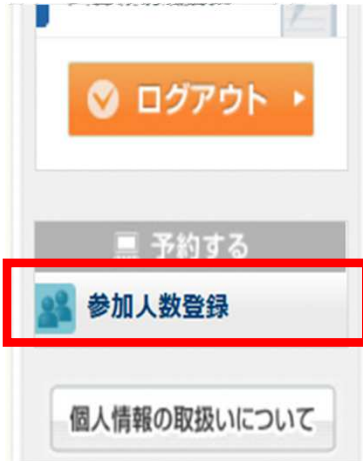 ログアウト
予約する
参加人数登録
個人情報の取扱いについて